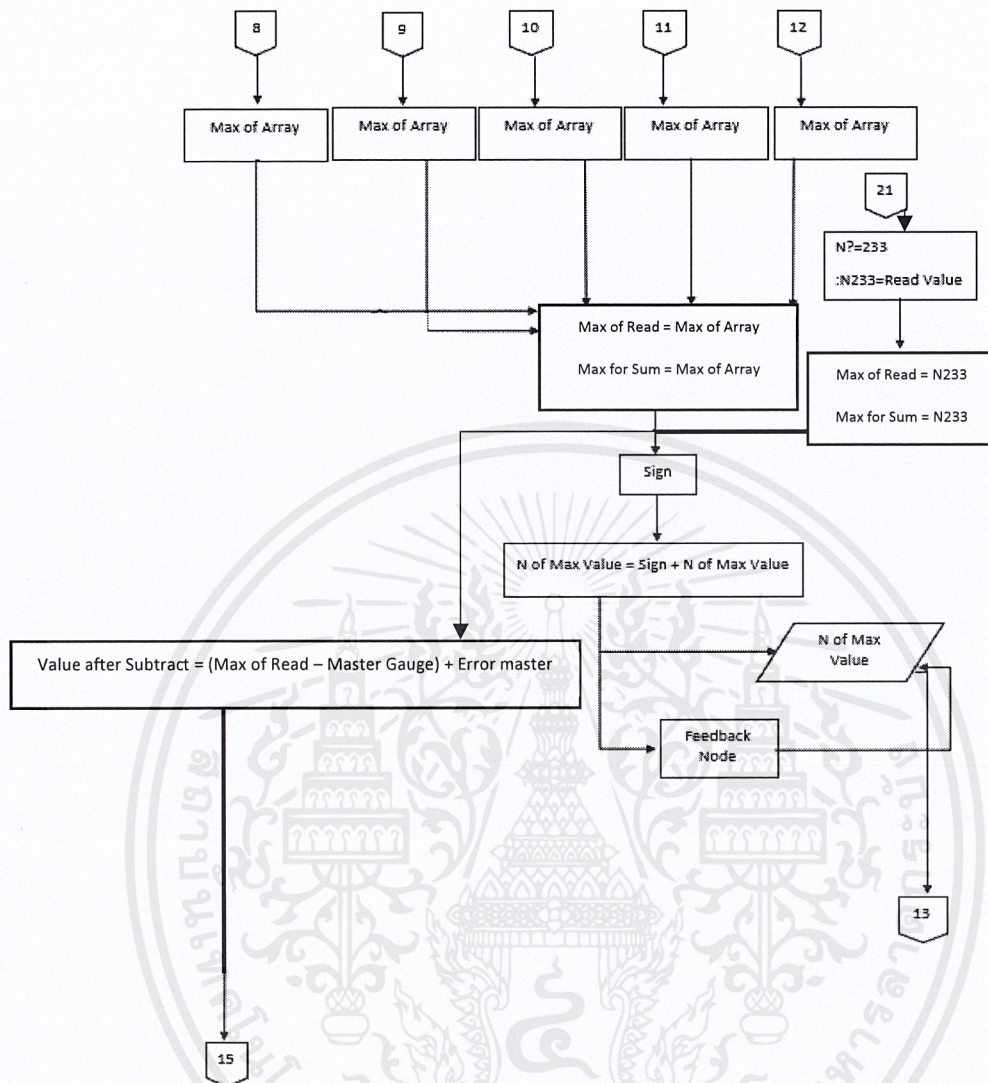 8
9
10
11
12
Max of Array
Max of Array
Max of Array
Max of Array
Max of Array
21
N?=233
:N233=Read Value
Max of Read = Max of Array
Max for Sum = Max of Array
Max of Read = N233
Max for Sum = N233
Sign
N of Max Value = Sign + N of Max Value
N of Max
Value
Value after Subtract = (Max of Read – Master Gauge) + Error master
Feedback
Node
13
15